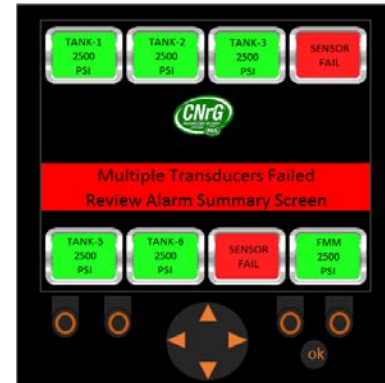 TANK-1
2500
PSI
TANK-2
2500
PSI
TANK-3
2500
PSI
SENSOR
FAIL
CNrG
Multiple Transducers Failed
Review Alarm Summary Screen
TANK-5
2500
PSI
TANK-6
2500
PSI
SENSOR
FAIL
FMM
2500
PSI
ok